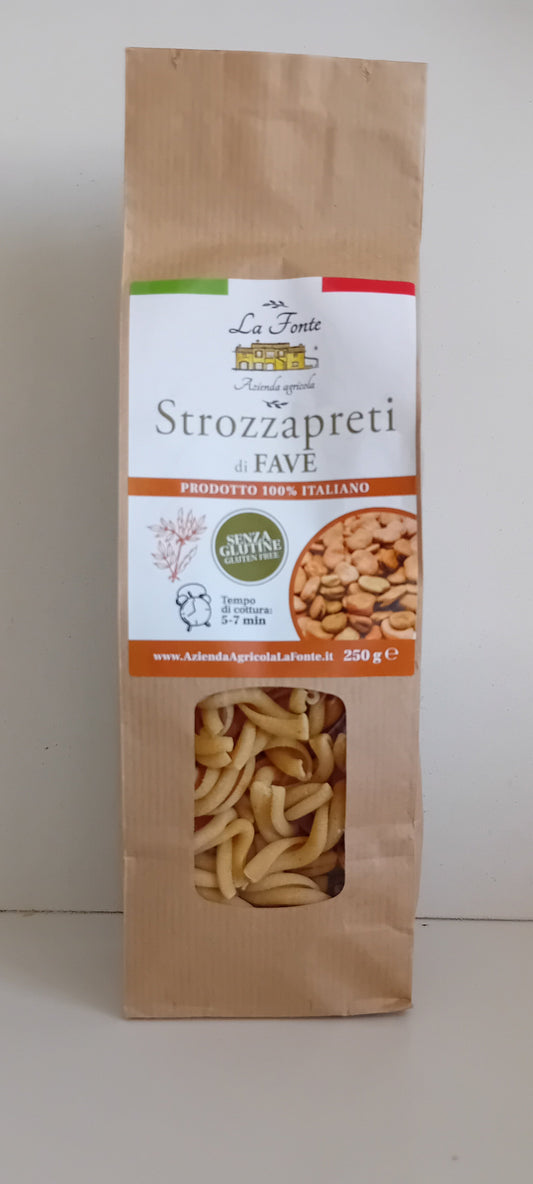 La Fonte
Azienda agricola
Strozzapreti
di FAVE
PRODOTTO 100% ITALIANO
SENZA
GLUTINE
GLUTEN FREE
Tempo
di cottura:
5-7 min
www.AziendaAgricolaLaFonte.it 250 g ℮